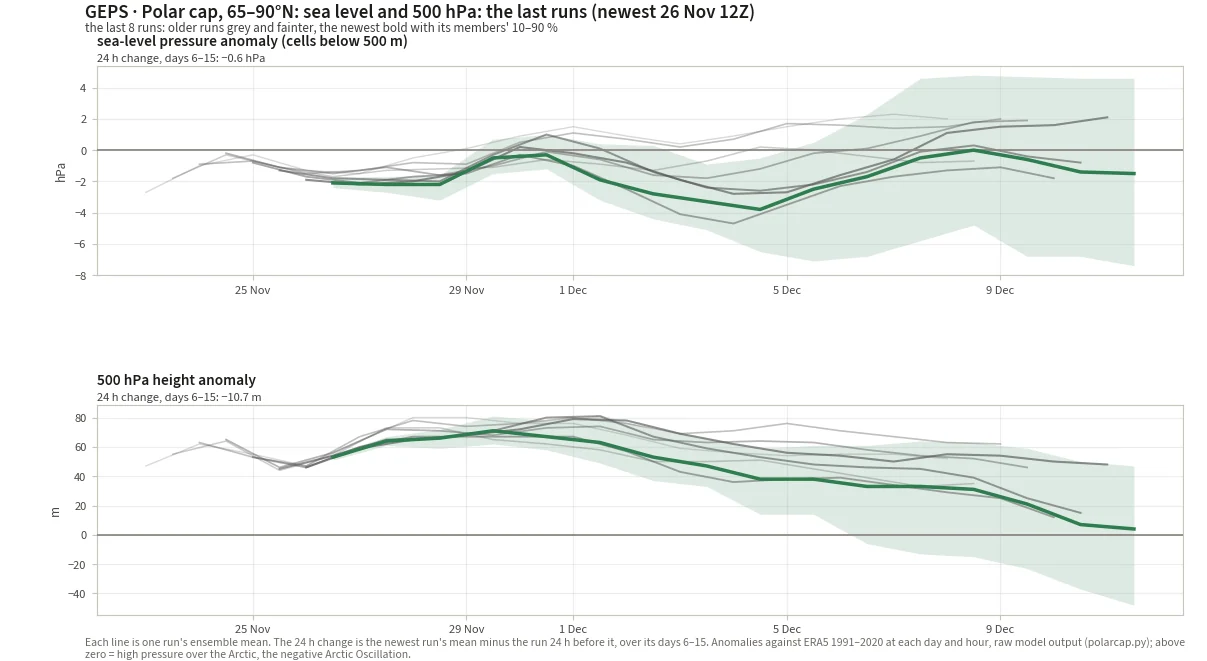 GEPS · Polar cap, 65–90°N: sea level and 500 hPa: the last runs (newest 26 Nov 12Z)
the last 8 runs: older runs grey and fainter, the newest bold with its members' 10–90 %
sea-level pressure anomaly (cells below 500 m)
24 h change, days 6–15: −0.6 hPa
4
2
0
−2
−4
−6
−8
hPa
25 Nov
29 Nov
1 Dec
5 Dec
9 Dec
500 hPa height anomaly
24 h change, days 6–15: −10.7 m
80
60
40
20
0
−20
−40
m
25 Nov
29 Nov
1 Dec
5 Dec
9 Dec
Each line is one run's ensemble mean. The 24 h change is the newest run's mean minus the run 24 h before it, over its days 6–15. Anomalies against ERA5 1991–2020 at each day and hour, raw model output (polarcap.py); above
zero = high pressure over the Arctic, the negative Arctic Oscillation.